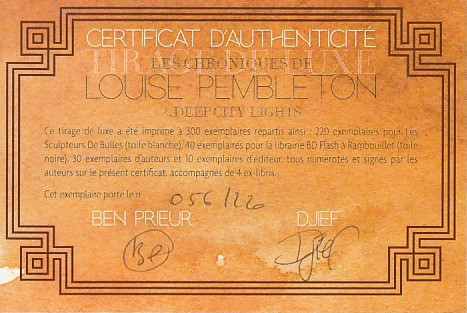 CERTIFICAT D'AUTHENTICITÉ
TIRAGE DE LUXE
LES CHRONIQUES DE
LOUISE PEMBLETON
2. DEEP CITY LIGHTS
Ce tirage de luxe a été imprimé à 300 exemplaires répartis ainsi : 220 exemplaires pour Les
Sculpteurs De Bulles (toile blanche), 40 exemplaires pour la librairie BD Flash à Rambouillet (toile
noire), 30 exemplaires d'auteurs et 10 exemplaires d'éditeur, tous numérotés et signés par les
auteurs sur le présent certificat, accompagnés de 4 ex-libris.
Cet exemplaire porte le n
056/220
BEN PRIEUR
DJIEF
Be
Djief